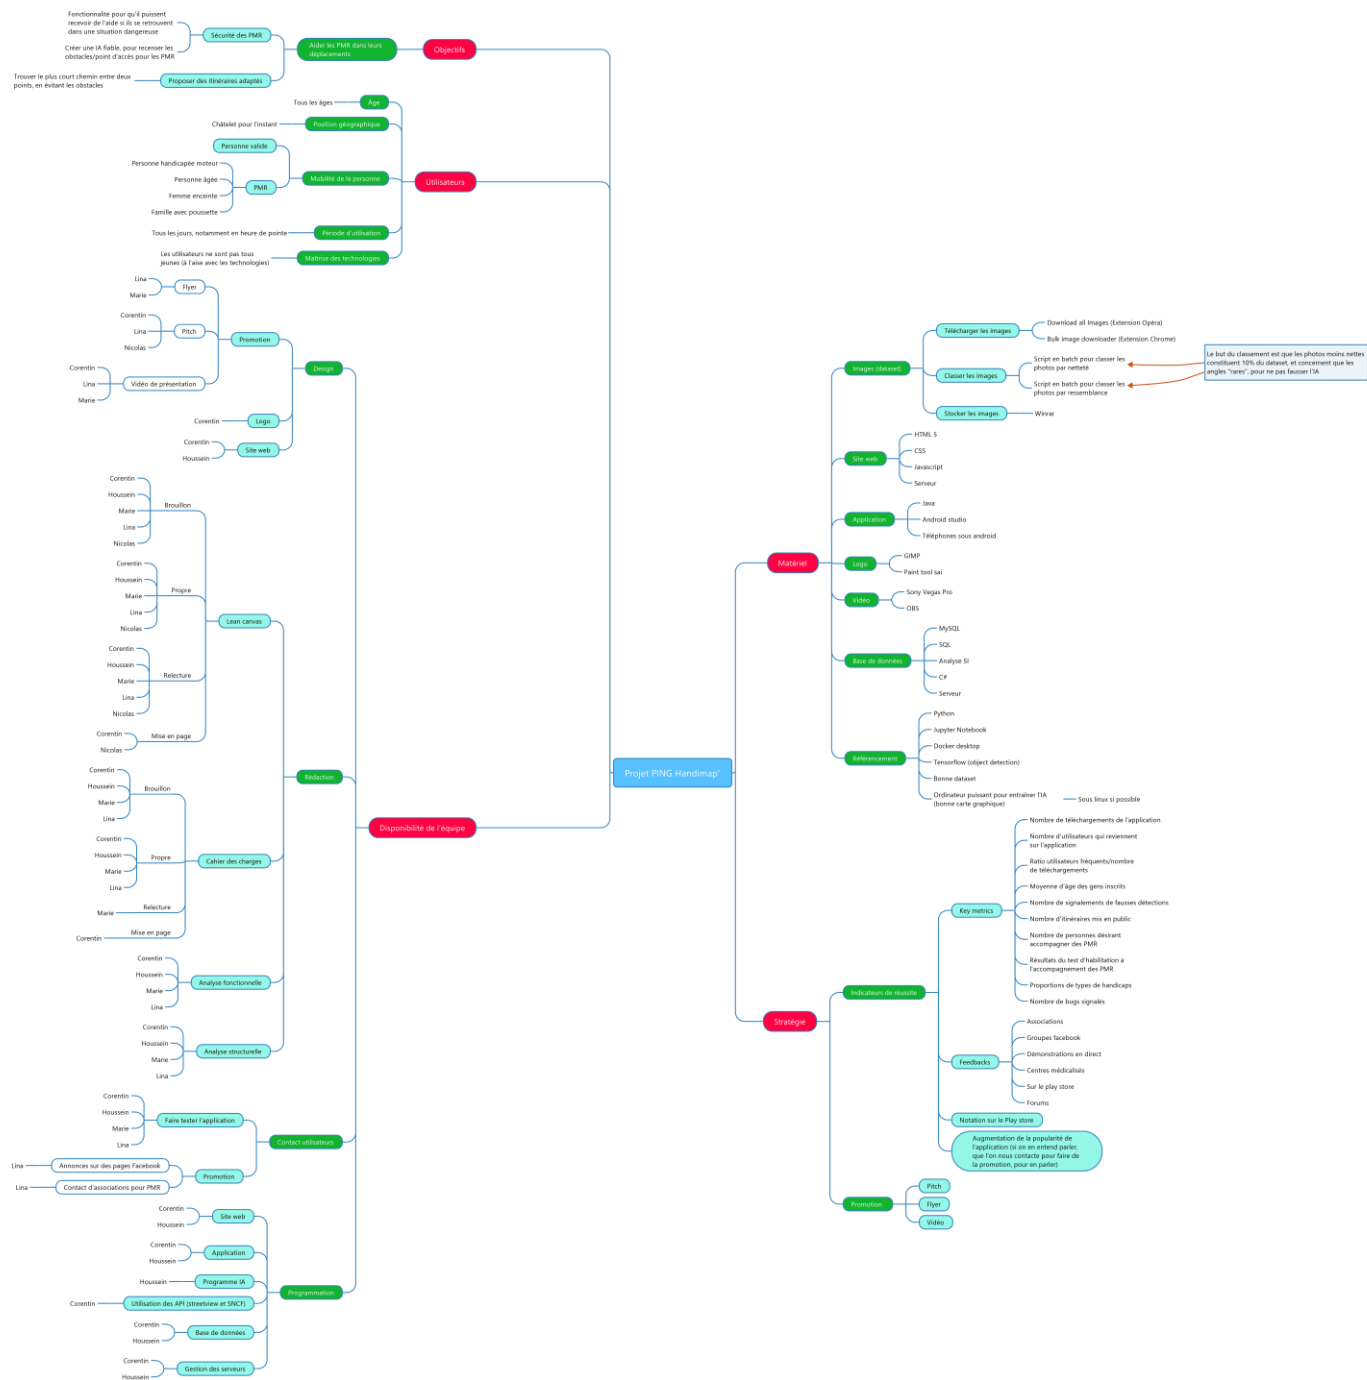 Projet PING Handimap'
Objectifs
Aider les PMR dans leurs
déplacements
Sécurité des PMR
Fonctionnalité pour qu'il puissent
recevoir de l'aide si ils se retrouvent
dans une situation dangereuse
Créer une IA fiable, pour recenser les
obstacles/point d'accès pour les PMR
Proposer des itinéraires adaptés
Trouver le plus court chemin entre deux
points, en évitant les obstacles
Utilisateurs
Âge
Tous les âges
Position géographique
Châtelet pour l'instant
Mobilité de la personne
Personne valide
PMR
Personne handicapée moteur
Personne âgée
Femme enceinte
Famille avec poussette
Période d'utilisation
Tous les jours, notamment en heure de pointe
Maîtrise des technologies
Les utilisateurs ne sont pas tous
jeunes (à l'aise avec les technologies)
Disponibilité de l'équipe
Design
Promotion
Flyer
Lina
Marie
Pitch
Corentin
Lina
Nicolas
Vidéo de présentation
Corentin
Lina
Marie
Logo
Corentin
Site web
Corentin
Houssein
Rédaction
Lean canvas
Brouillon
Corentin
Houssein
Marie
Lina
Nicolas
Propre
Corentin
Houssein
Marie
Lina
Nicolas
Relecture
Corentin
Houssein
Marie
Lina
Nicolas
Mise en page
Corentin
Nicolas
Cahier des charges
Brouillon
Corentin
Houssein
Marie
Lina
Propre
Corentin
Houssein
Marie
Lina
Relecture
Marie
Mise en page
Corentin
Analyse fonctionnelle
Corentin
Houssein
Marie
Lina
Analyse structurelle
Corentin
Houssein
Marie
Lina
Contact utilisateurs
Faire tester l'application
Corentin
Houssein
Marie
Lina
Promotion
Annonces sur des pages Facebook
Lina
Contact d'associations pour PMR
Lina
Programmation
Site web
Corentin
Houssein
Application
Corentin
Houssein
Programme IA
Houssein
Utilisation des API (streetview et SNCF)
Corentin
Base de données
Corentin
Houssein
Gestion des serveurs
Corentin
Houssein
Matériel
Images (dataset)
Télécharger les images
Download all Images (Extension Opéra)
Bulk image downloader (Extension Chrome)
Classer les images
Script en batch pour classer les
photos par netteté
Script en batch pour classer les
photos par ressemblance
Le but du classement est que les photos moins nettes
constituent 10% du dataset, et concernent que les
angles "rares", pour ne pas fausser l'IA
Stocker les images
Winrar
Site web
HTML 5
CSS
Javascript
Serveur
Application
Java
Android studio
Téléphones sous android
Logo
GIMP
Paint tool sai
Vidéo
Sony Vegas Pro
OBS
Base de données
MySQL
SQL
Analyse SI
C#
Serveur
Référencement
Python
Jupyter Notebook
Docker desktop
Tensorflow (object detection)
Bonne dataset
Ordinateur puissant pour entraîner l'IA
(bonne carte graphique)
Sous linux si possible
Stratégie
Indicateurs de réussite
Key metrics
Nombre de téléchargements de l'application
Nombre d'utilisateurs qui reviennent
sur l'application
Ratio utilisateurs fréquents/nombre
de téléchargements
Moyenne d'âge des gens inscrits
Nombre de signalements de fausses détections
Nombre d'itinéraires mis en public
Nombre de personnes désirant
accompagner des PMR
Résultats du test d'habilitation à
l'accompagnement des PMR
Proportions de types de handicaps
Nombre de bugs signalés
Feedbacks
Associations
Groupes facebook
Démonstrations en direct
Centres médicalisés
Sur le play store
Forums
Notation sur le Play store
Augmentation de la popularité de
l'application (si on en entend parler,
que l'on nous contacte pour faire de
la promotion, pour en parler)
Promotion
Pitch
Flyer
Vidéo